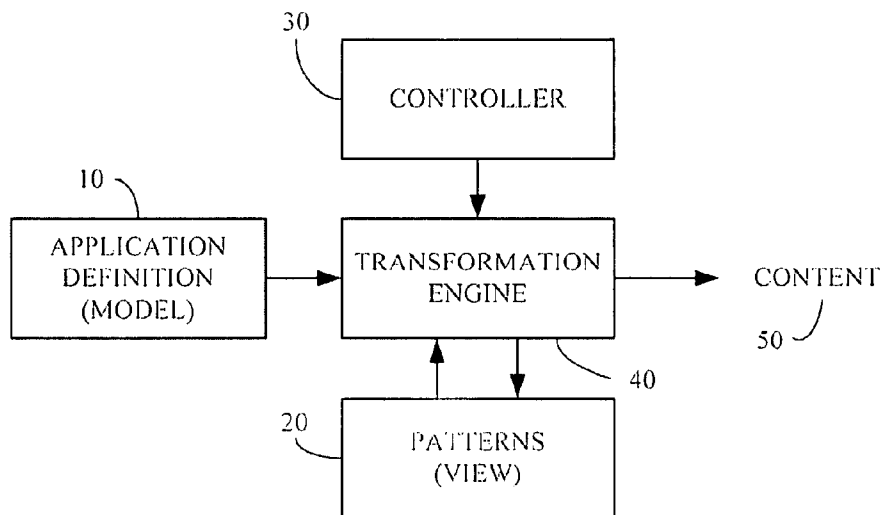 30
CONTROLLER
10
APPLICATION
DEFINITION
(MODEL)
TRANSFORMATION
ENGINE
CONTENT
50
40
20
PATTERNS
(VIEW)